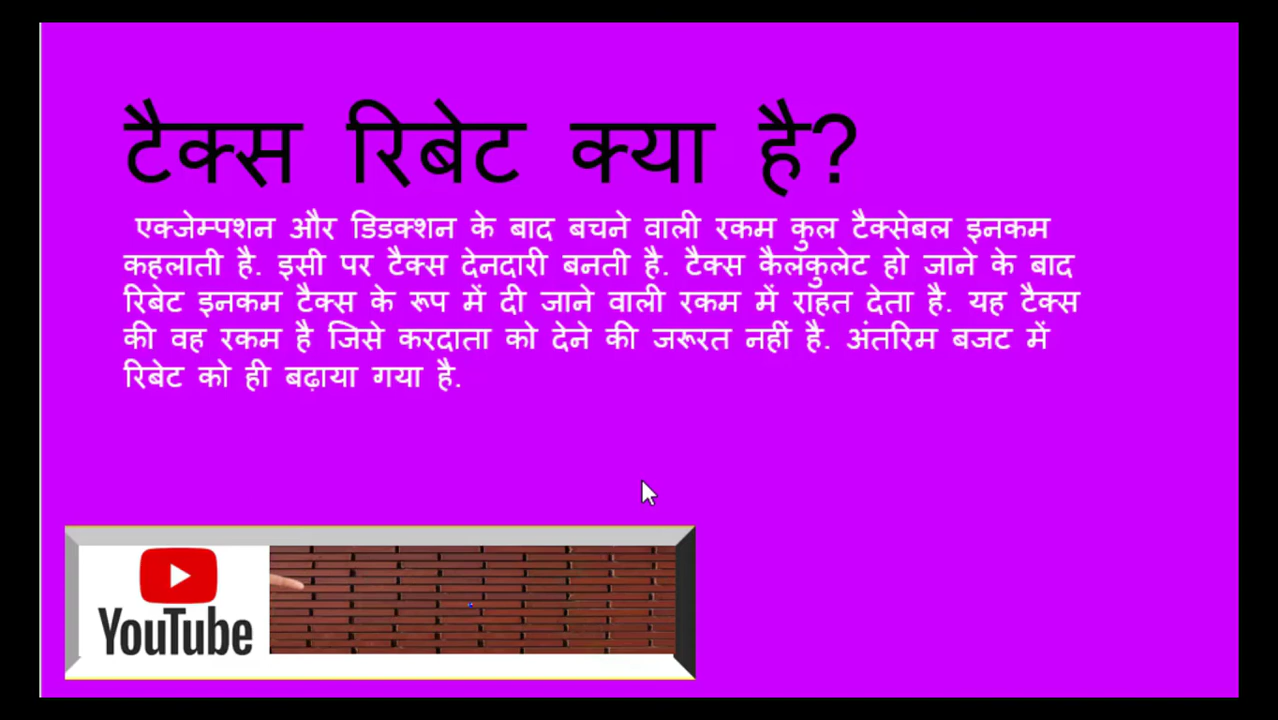 टैक्स रिबेट क्या है?
एक्जेम्पशन और डिडक्शन के बाद बचने वाली रकम कुल टैक्सेबल इनकम
कहलाती है. इसी पर टैक्स देनदारी बनती है. टैक्स कैलकुलेट हो जाने के बाद
रिबेट इनकम टैक्स के रूप में दी जाने वाली रकम में राहत देता है. यह टैक्स
की वह रकम है जिसे करदाता को देने की जरूरत नहीं है. अंतरिम बजट में
रिबेट को ही बढ़ाया गया है.
YouTube